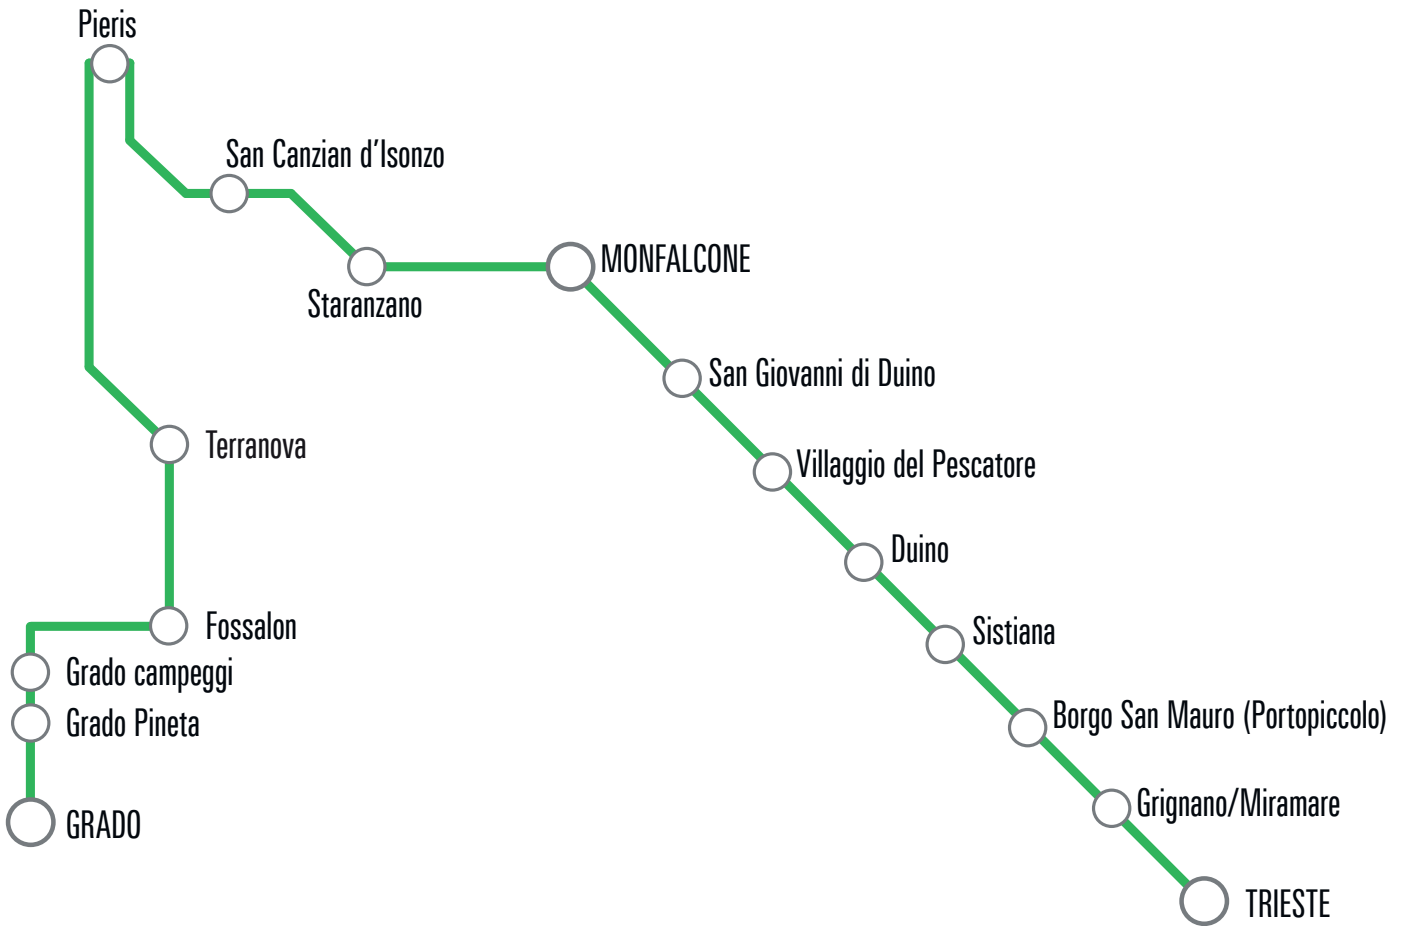 Pieris
San Canzian d'Isonzo
MONFALCONE
Staranzano
San Giovanni di Duino
Terranova
Villaggio del Pescatore
Duino
Fossalon
Sistiana
Grado campeggi
Borgo San Mauro (Portopiccolo)
Grado Pineta
Grignano/Miramare
GRADO
TRIESTE